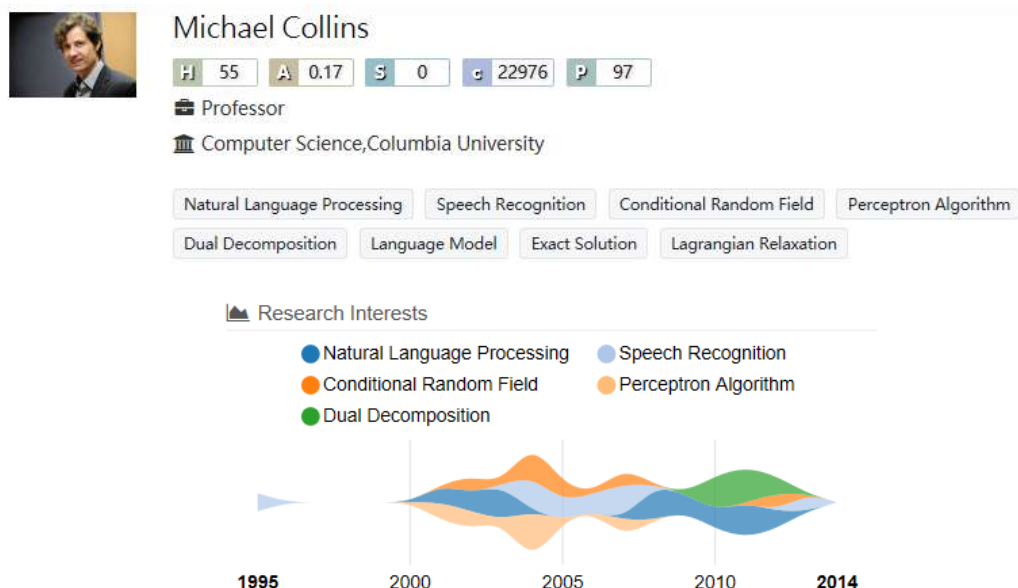 Michael Collins
H 55 A 0.17 S 0 c 22976 P 97
Professor
Computer Science,Columbia University
Natural Language Processing Speech Recognition Conditional Random Field Perceptron Algorithm
Dual Decomposition Language Model Exact Solution Lagrangian Relaxation
Research Interests
Natural Language Processing Speech Recognition
Conditional Random Field Perceptron Algorithm
Dual Decomposition
1995 2000 2005 2010 2014